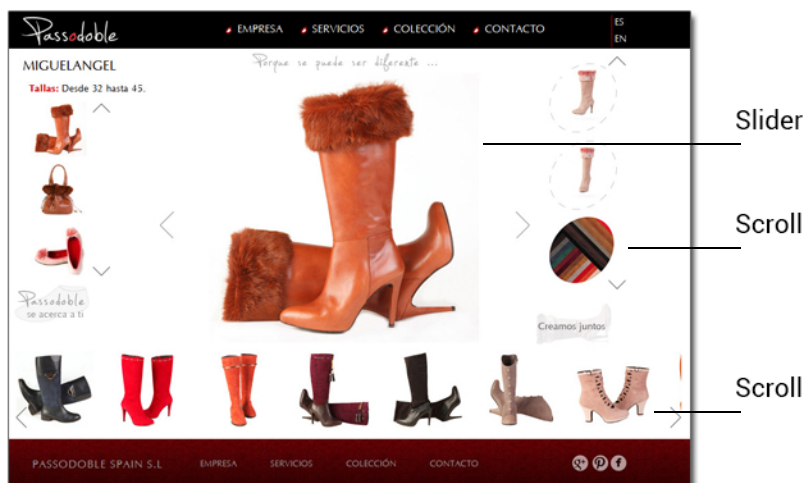 Passodoble
EMPRESA SERVICIOS COLECCIÓN CONTACTO
ES
EN
MIGUELANGEL
Porque se puede ser diferente ...
Tallas: Desde 32 hasta 45.
Slider
Scroll
Passodoble
se acerca a ti
Creamos juntos
Scroll
PASSODOBLE SPAIN S.L EMPRESA SERVICIOS COLECCIÓN CONTACTO